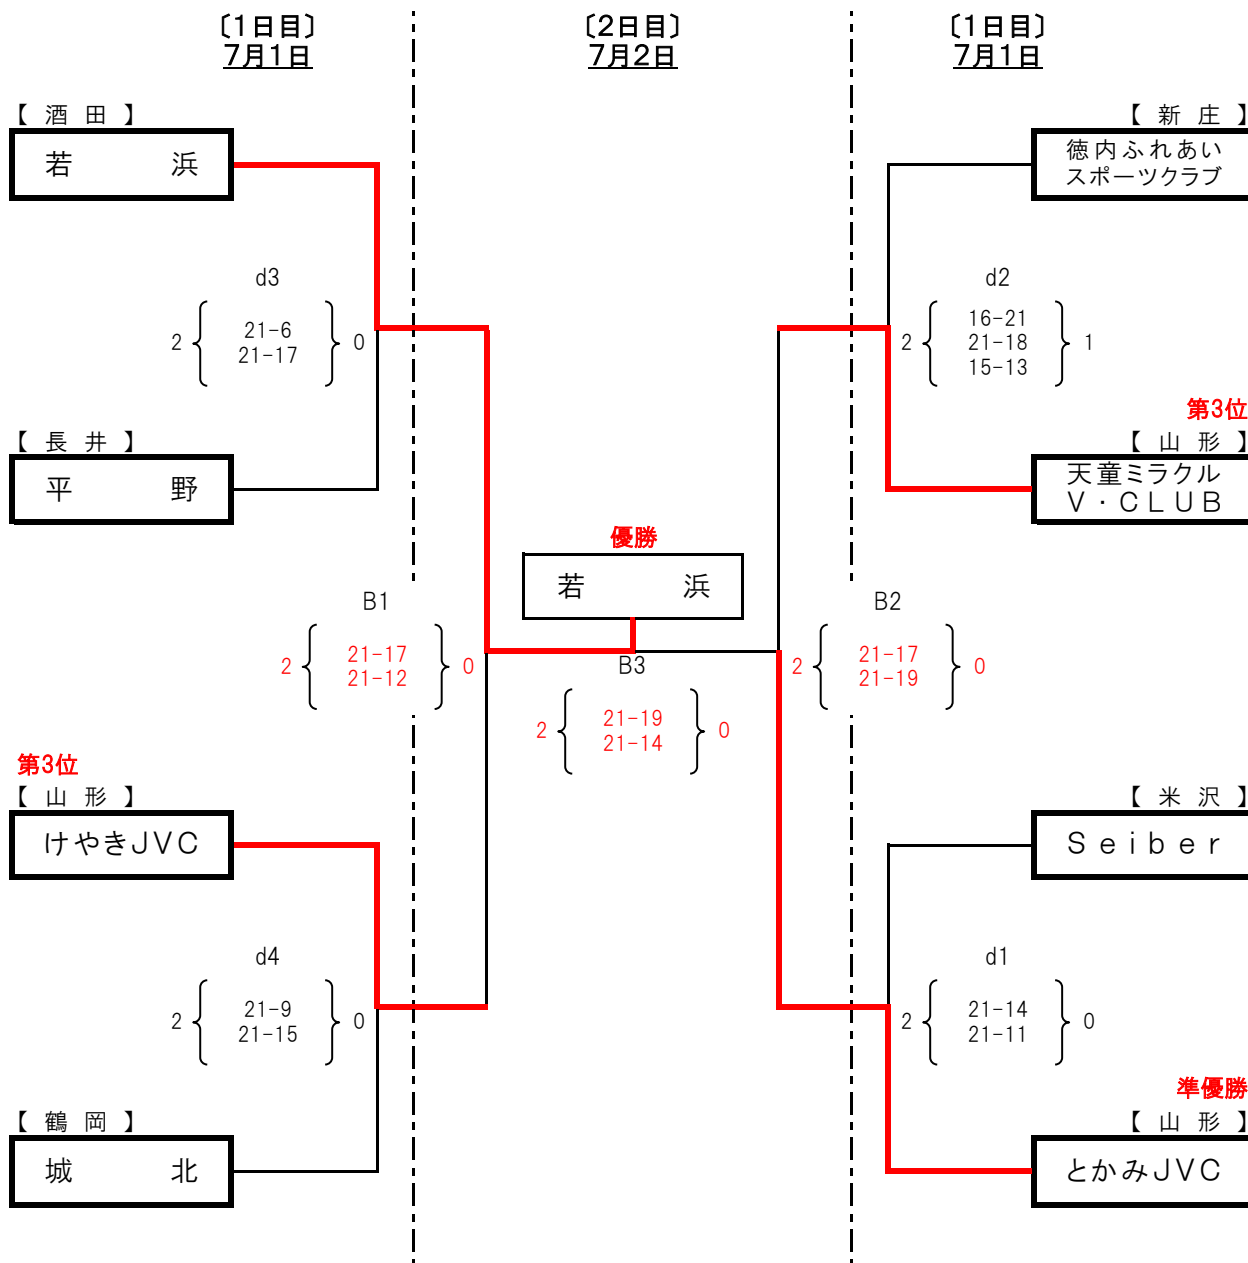 〔1日目〕
7月1日
〔2日目〕
7月2日
〔1日目〕
7月1日
【 酒 田 】
若 浜
【 新 庄 】
徳内ふれあい
スポーツクラブ
d3
2 21-6 0
21-17
d2
16-21
2 21-18 1
15-13
【 長 井 】
平 野
第3位
【 山 形 】
天童ミラクル
V・CLUB
優勝
若 浜
B1
2 21-17 0
21-12
B3
2 21-19 0
21-14
B2
2 21-17 0
21-19
第3位
【 山 形 】
けやきJVC
【 米 沢 】
Seiber
d4
2 21-9 0
21-15
d1
2 21-14 0
21-11
【 鶴 岡 】
城 北
準優勝
【 山 形 】
とかみJVC